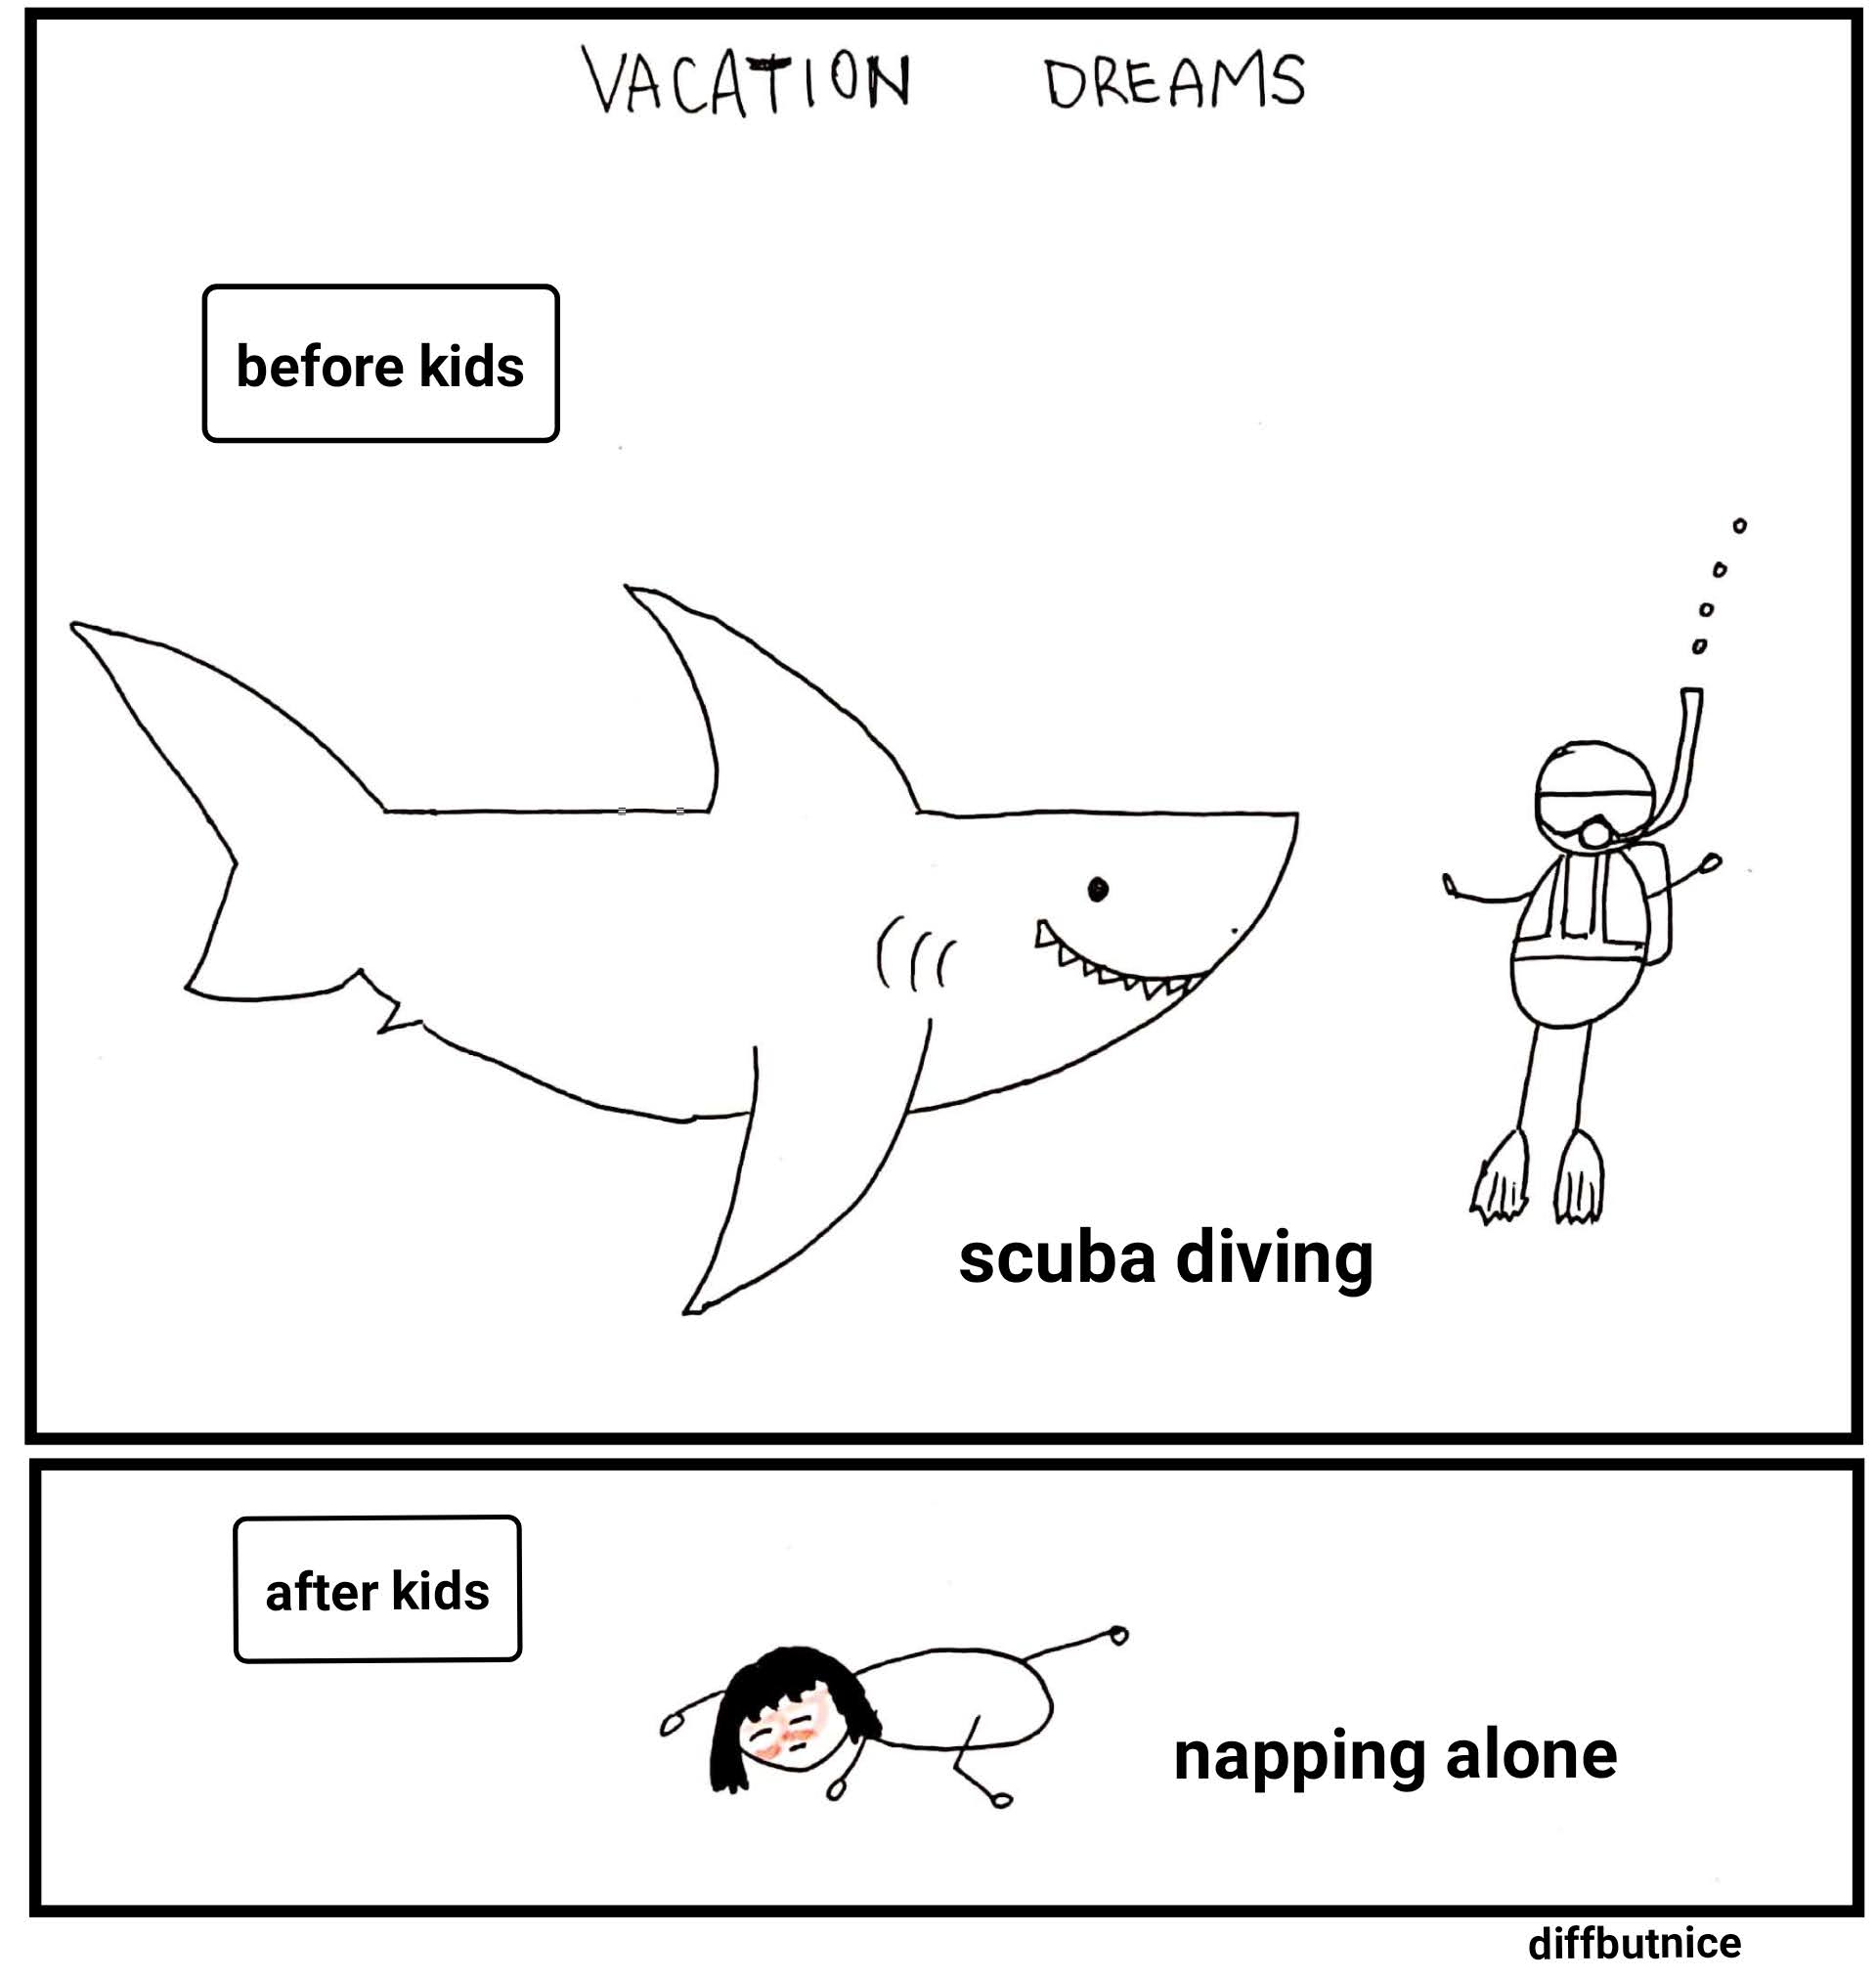 VACATION DREAMS
before kids
scuba diving
after kids
napping alone
diffbutnice